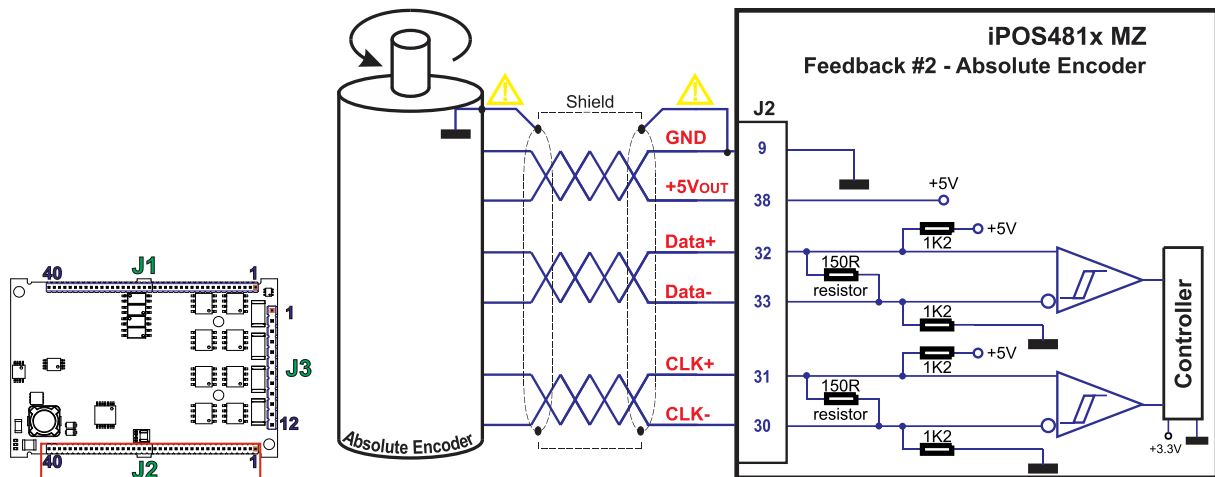 iPOS481x MZ
Feedback #2 - Absolute Encoder
Shield
J2
GND
9
+5VOUT
38
+5V
Data+
32
1K2
+5V
150R
resistor
Data-
33
1K2
CLK+
31
1K2
+5V
150R
resistor
CLK-
30
1K2
Controller
+3.3V
Absolute Encoder
40
J1
1
1
J3
12
40
J2
1